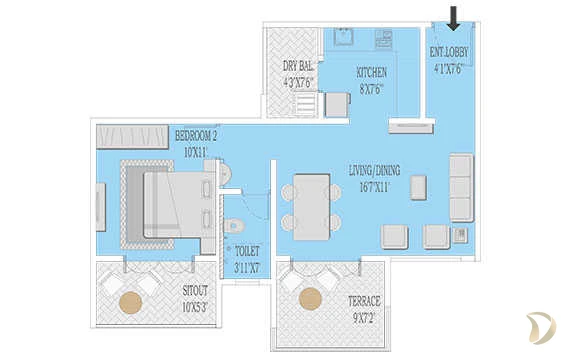 ENT.LOBBY
4'1"X7'6"
DRY BAL.
4'3"X7'6"
KITCHEN
8'X7'6"
BEDROOM 2
10'X11'
LIVING/DINING
16'7"X11'
TOILET
3'11"X7'
SITOUT
10'X5'3"
TERRACE
9'X7'2"